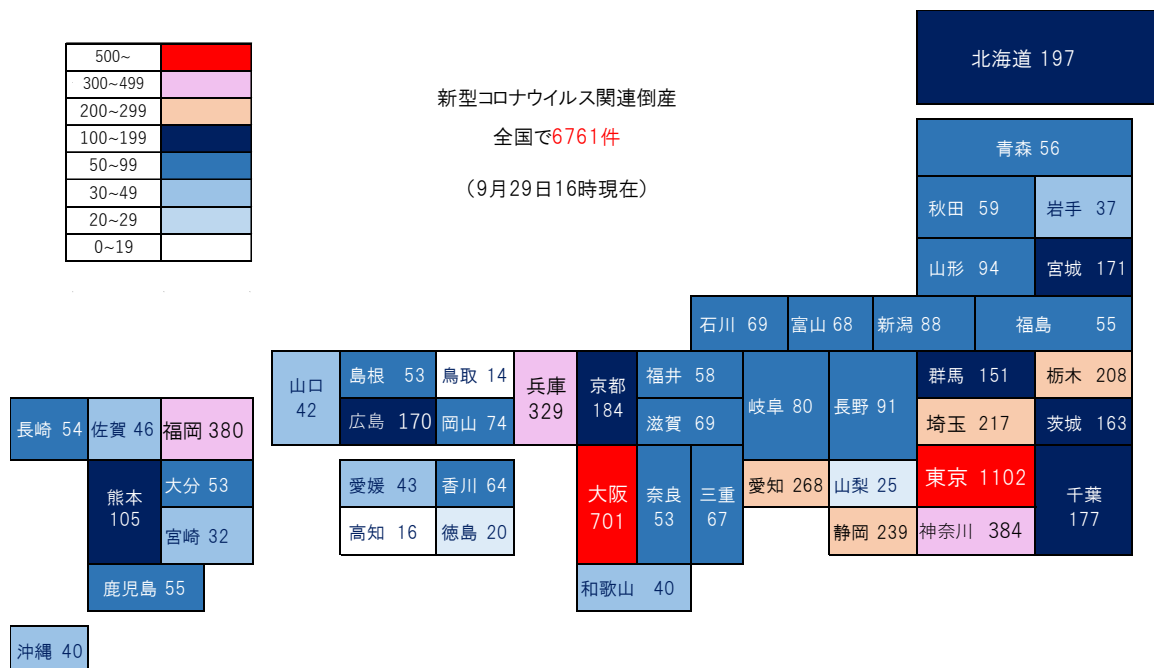 500~
300~499
200~299
100~199
50~99
30~49
20~29
0~19
新型コロナウイルス関連倒産
全国で6761件
（9月29日16時現在）
北海道 197
青森 56
秋田 59
岩手 37
山形 94
宮城 171
石川 69
富山 68
新潟 88
福島 55
山口
42
島根 53
鳥取 14
兵庫
329
京都
184
福井 58
岐阜 80
長野 91
群馬 151
栃木 208
広島 170
岡山 74
滋賀 69
埼玉 217
茨城 163
長崎 54
佐賀 46
福岡 380
熊本
105
大分 53
宮崎 32
鹿児島 55
沖縄 40
愛媛 43
香川 64
高知 16
徳島 20
大阪
701
奈良
53
三重
67
愛知 268
山梨 25
東京 1102
千葉
177
静岡 239
神奈川 384
和歌山 40